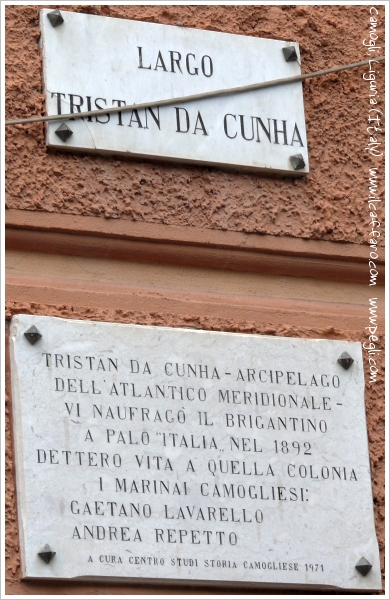 LARGO
TRISTAN DA CUNHA
TRISTAN DA CUNHA - ARCIPELAGO
DELL'ATLANTICO MERIDIONALE -
VI NAUFRAGÒ IL BRIGANTINO
A PALO "ITALIA" NEL 1892
DETTERO VITA A QUELLA COLONIA
I MARINAI CAMOGLIESI:
GAETANO LAVARELLO
ANDREA REPETTO
A CURA CENTRO STUDI STORIA CAMOGLIESE 1971
Camogli, Liguria (Italy) www.ilcaffaro.com www.pegli.com